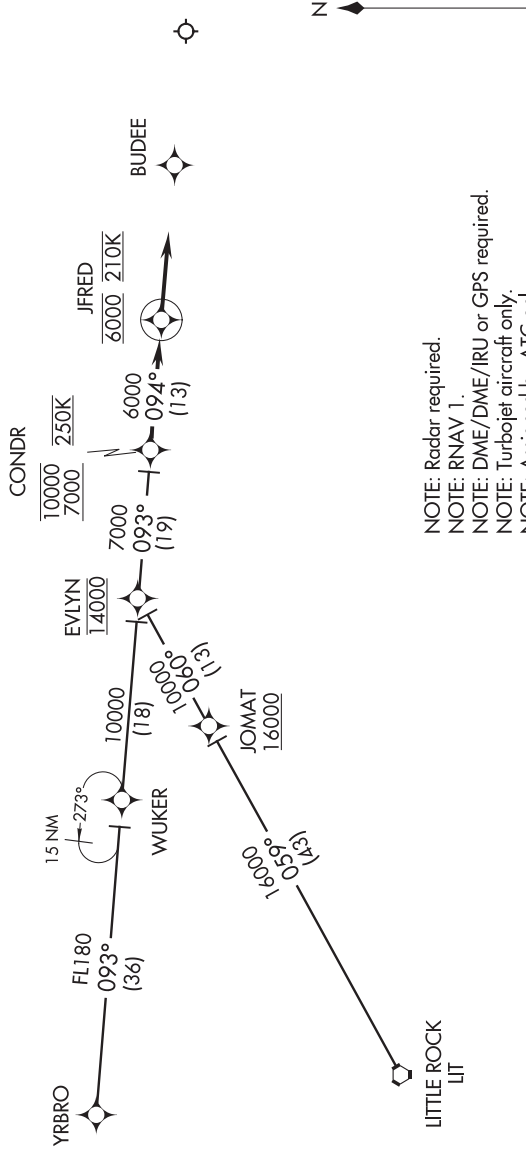 YRBRO
FL180
093°
(36)
15 NM
273°
WUKER
10000
(18)
EVLYN
14000
7000
093°
(19)
CONDR
10000 250K
7000
6000
094°
(13)
JFRED
6000 210K
BUDEE
N
LITTLE ROCK
LIT
16000
059°
(43)
JOMAT
16000
10000
060°
(13)
NOTE: Radar required.
NOTE: RNAV 1.
NOTE: DME/DME/IRU or GPS required.
NOTE: Turbojet aircraft only.
NOTE: